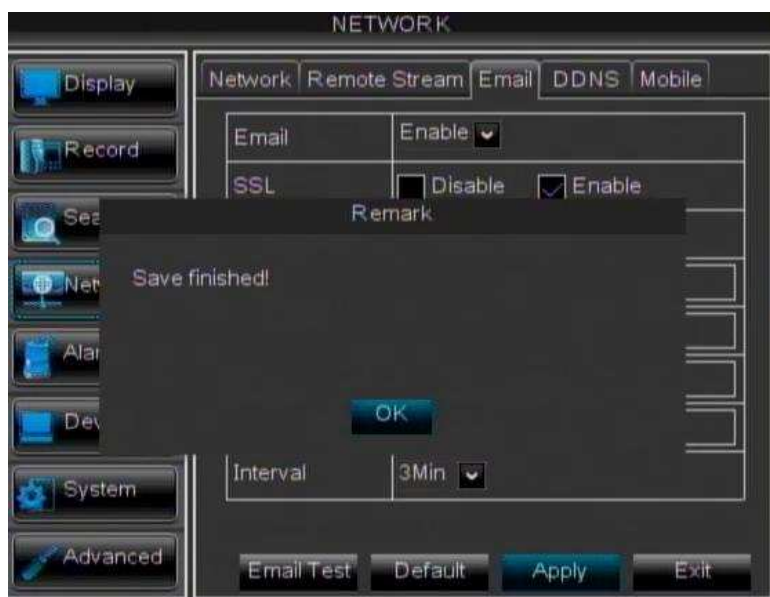 NETWORK
Display
Record
Network Remote Stream Email DDNS Mobile
Email Enable
SSL Disable Enable
Remark
Save finished!
OK
Interval 3Min
System
Advanced
Email Test Default Apply Exit